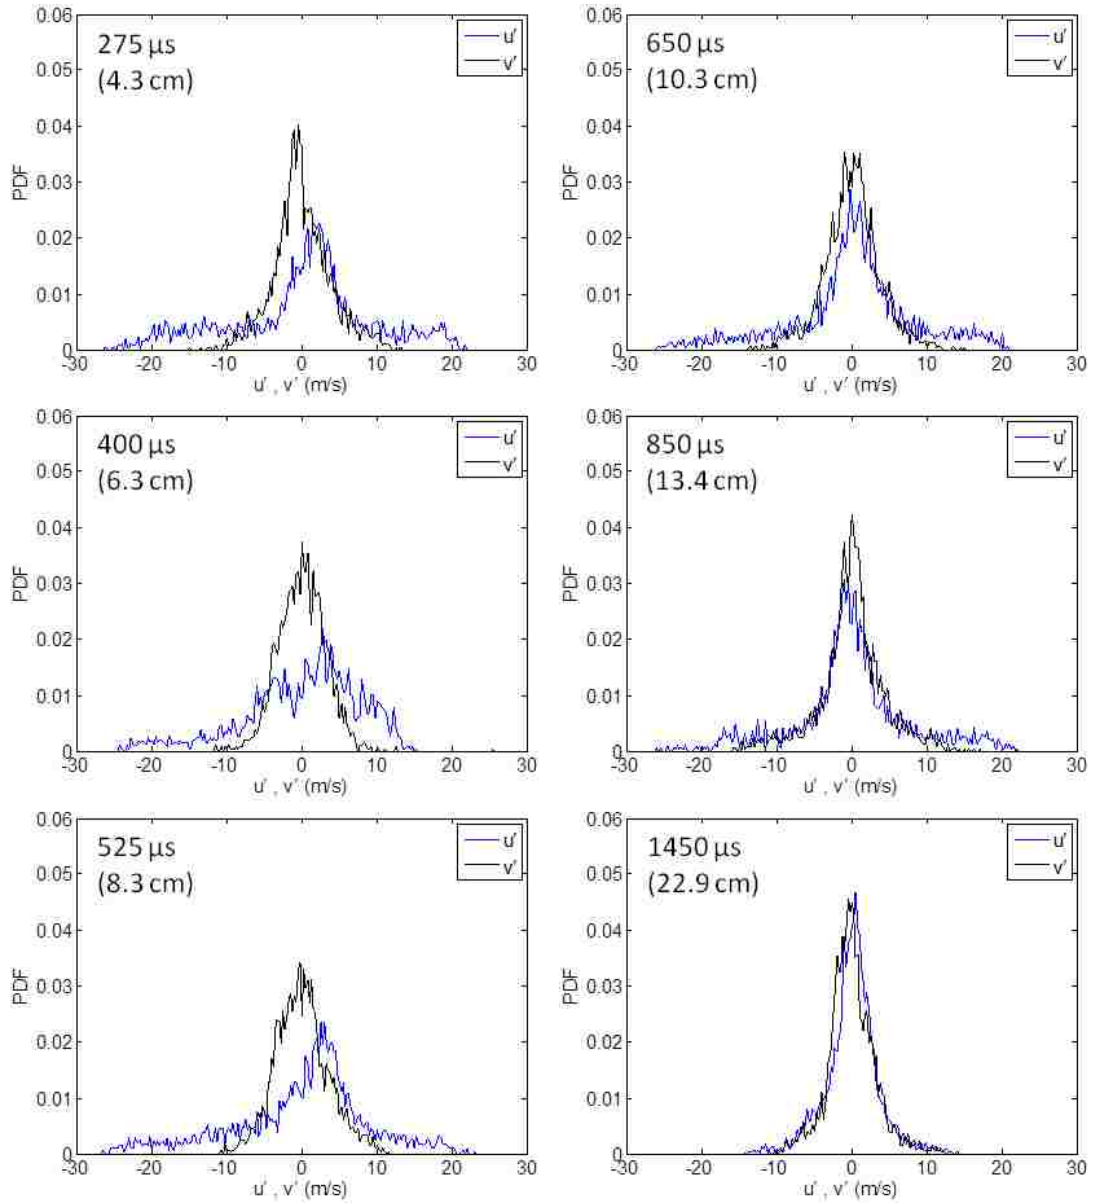 0.06
0.05
0.04
0.03
0.02
0.01
0
PDF
275 µs
(4.3 cm)
u'
v'
-30 -20 -10 0 10 20 30
u' , v' (m/s)
0.06
0.05
0.04
0.03
0.02
0.01
0
PDF
650 µs
(10.3 cm)
u'
v'
-30 -20 -10 0 10 20 30
u' , v' (m/s)
0.06
0.05
0.04
0.03
0.02
0.01
0
PDF
400 µs
(6.3 cm)
u'
v'
-30 -20 -10 0 10 20 30
u' , v' (m/s)
0.06
0.05
0.04
0.03
0.02
0.01
0
PDF
850 µs
(13.4 cm)
u'
v'
-30 -20 -10 0 10 20 30
u' , v' (m/s)
0.06
0.05
0.04
0.03
0.02
0.01
0
PDF
525 µs
(8.3 cm)
u'
v'
-30 -20 -10 0 10 20 30
u' , v' (m/s)
0.06
0.05
0.04
0.03
0.02
0.01
0
PDF
1450 µs
(22.9 cm)
u'
v'
-30 -20 -10 0 10 20 30
u' , v' (m/s)